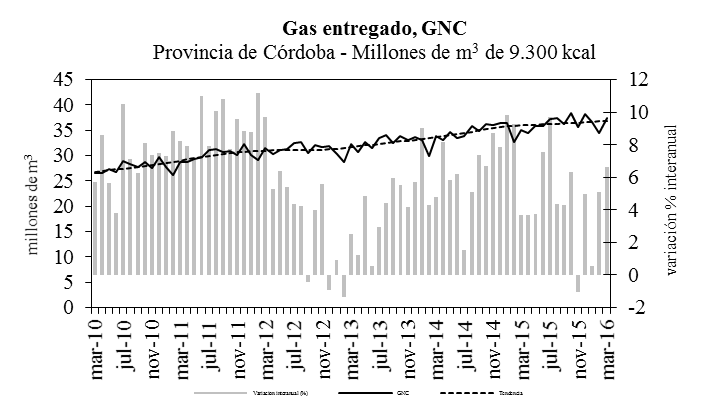 Gas entregado, GNC
Provincia de Córdoba - Millones de m³ de 9.300 kcal
45
40
35
30
25
20
15
10
5
0
millones de m³
12
10
8
6
4
2
0
-2
variación % interanual
mar-10
jul-10
nov-10
mar-11
jul-11
nov-11
mar-12
jul-12
nov-12
mar-13
jul-13
nov-13
mar-14
jul-14
nov-14
mar-15
jul-15
nov-15
mar-16
Variación interanual (%)
GNC
Tendencia